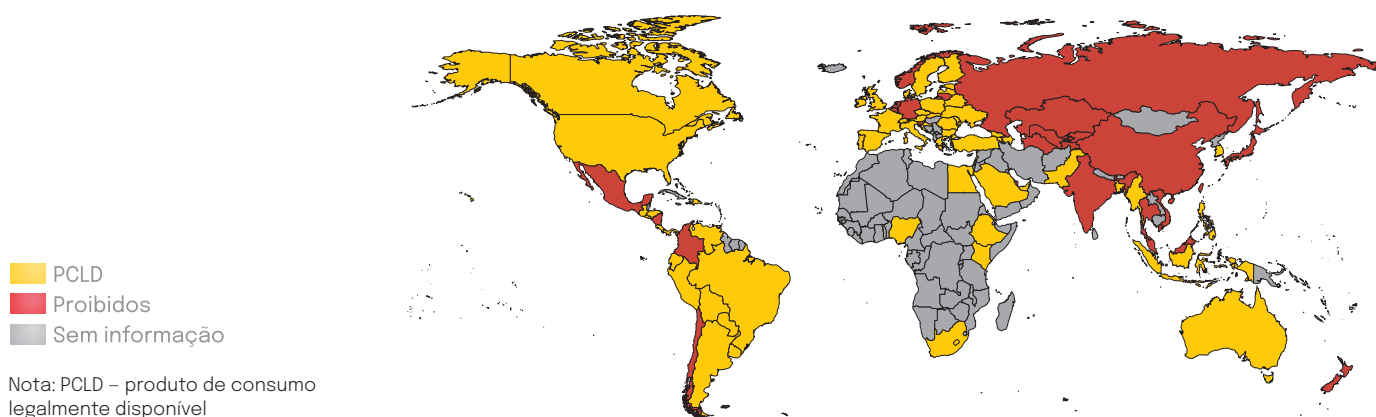 PCLD
Proibidos
Sem informação
Nota: PCLD – produto de consumo
legalmente disponível